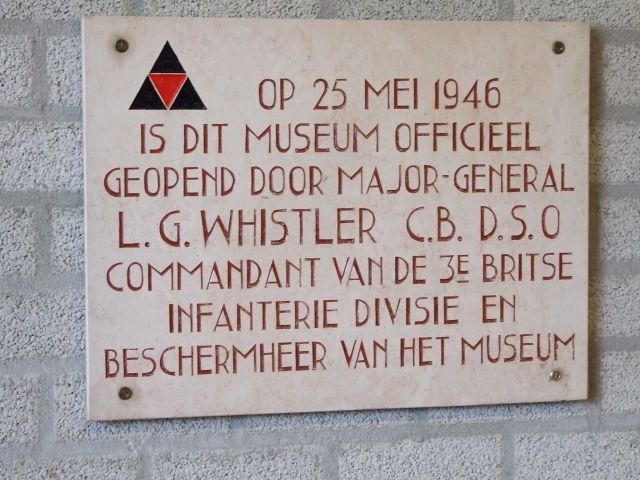 OP 25 MEI 1946
IS DIT MUSEUM OFFICIEEL
GEOPEND DOOR MAJOR-GENERAL
L. G. WHISTLER C.B. D.S.O
COMMANDANT VAN DE 3E BRITSE
INFANTERIE DIVISIE EN
BESCHERMHEER VAN HET MUSEUM